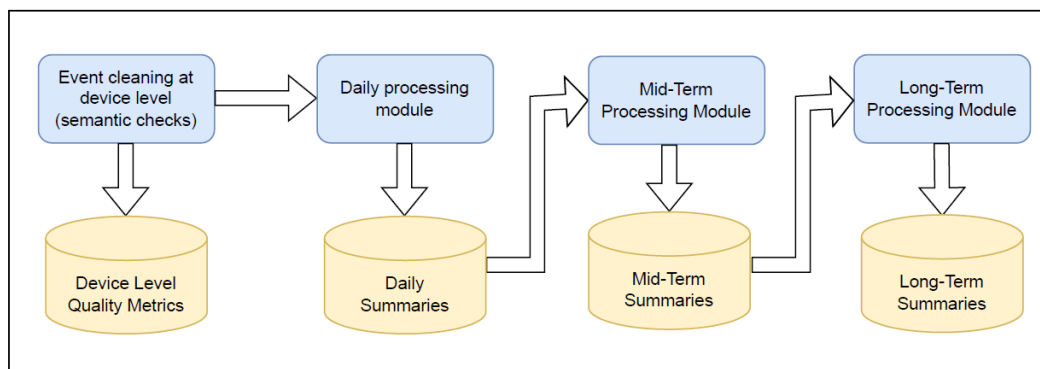 Event cleaning at
device level
(semantic checks)
Daily processing
module
Mid-Term
Processing Module
Long-Term
Processing Module
Device Level
Quality Metrics
Daily
Summaries
Mid-Term
Summaries
Long-Term
Summaries